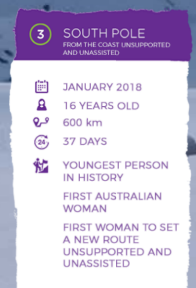 3
SOUTH POLE
FROM THE COAST UNSUPPORTED
AND UNASSISTED
JANUARY 2018
16 YEARS OLD
600 km
24
37 DAYS
YOUNGEST PERSON
IN HISTORY
FIRST AUSTRALIAN
WOMAN
FIRST WOMAN TO SET
A NEW ROUTE
UNSUPPORTED AND
UNASSISTED